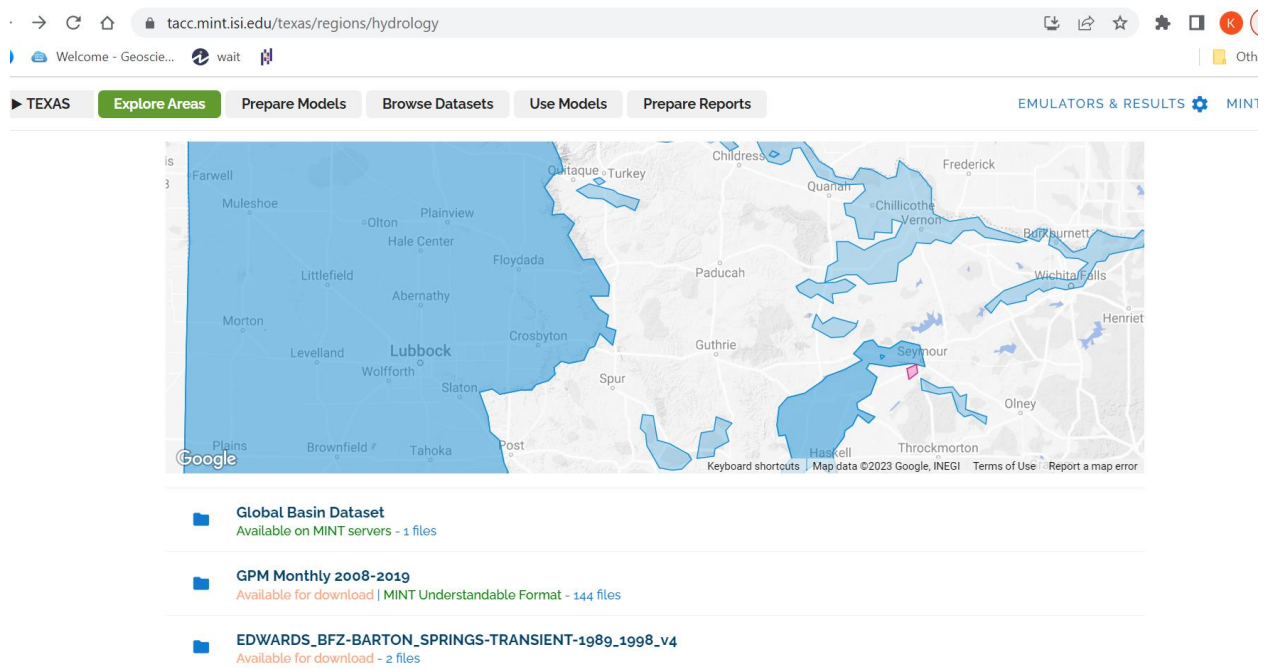 tacc.mint.isi.edu/texas/regions/hydrology
K
Welcome - Geoscie... wait Oth
▶ TEXAS Explore Areas Prepare Models Browse Datasets Use Models Prepare Reports EMULATORS & RESULTS MINT
is Farwell Quitaque Turkey Childress Quanah Frederick
Muleshoe Olton Plainview Chillicothe Vernon
Hale Center Burkburnett
Floydada Paducah Wichita Falls
Littlefield Abernathy
Morton Crosbyton Guthrie Henriet
Levelland Lubbock Seymour
Wolfforth Slaton Spur Olney
Plains Brownfield Tahoka Post Haskell Throckmorton
Google Keyboard shortcuts Map data ©2023 Google, INEGI Terms of Use Report a map error
Global Basin Dataset
Available on MINT servers - 1 files
GPM Monthly 2008-2019
Available for download | MINT Understandable Format - 144 files
EDWARDS_BFZ-BARTON_SPRINGS-TRANSIENT-1989_1998_v4
Available for download - 2 files